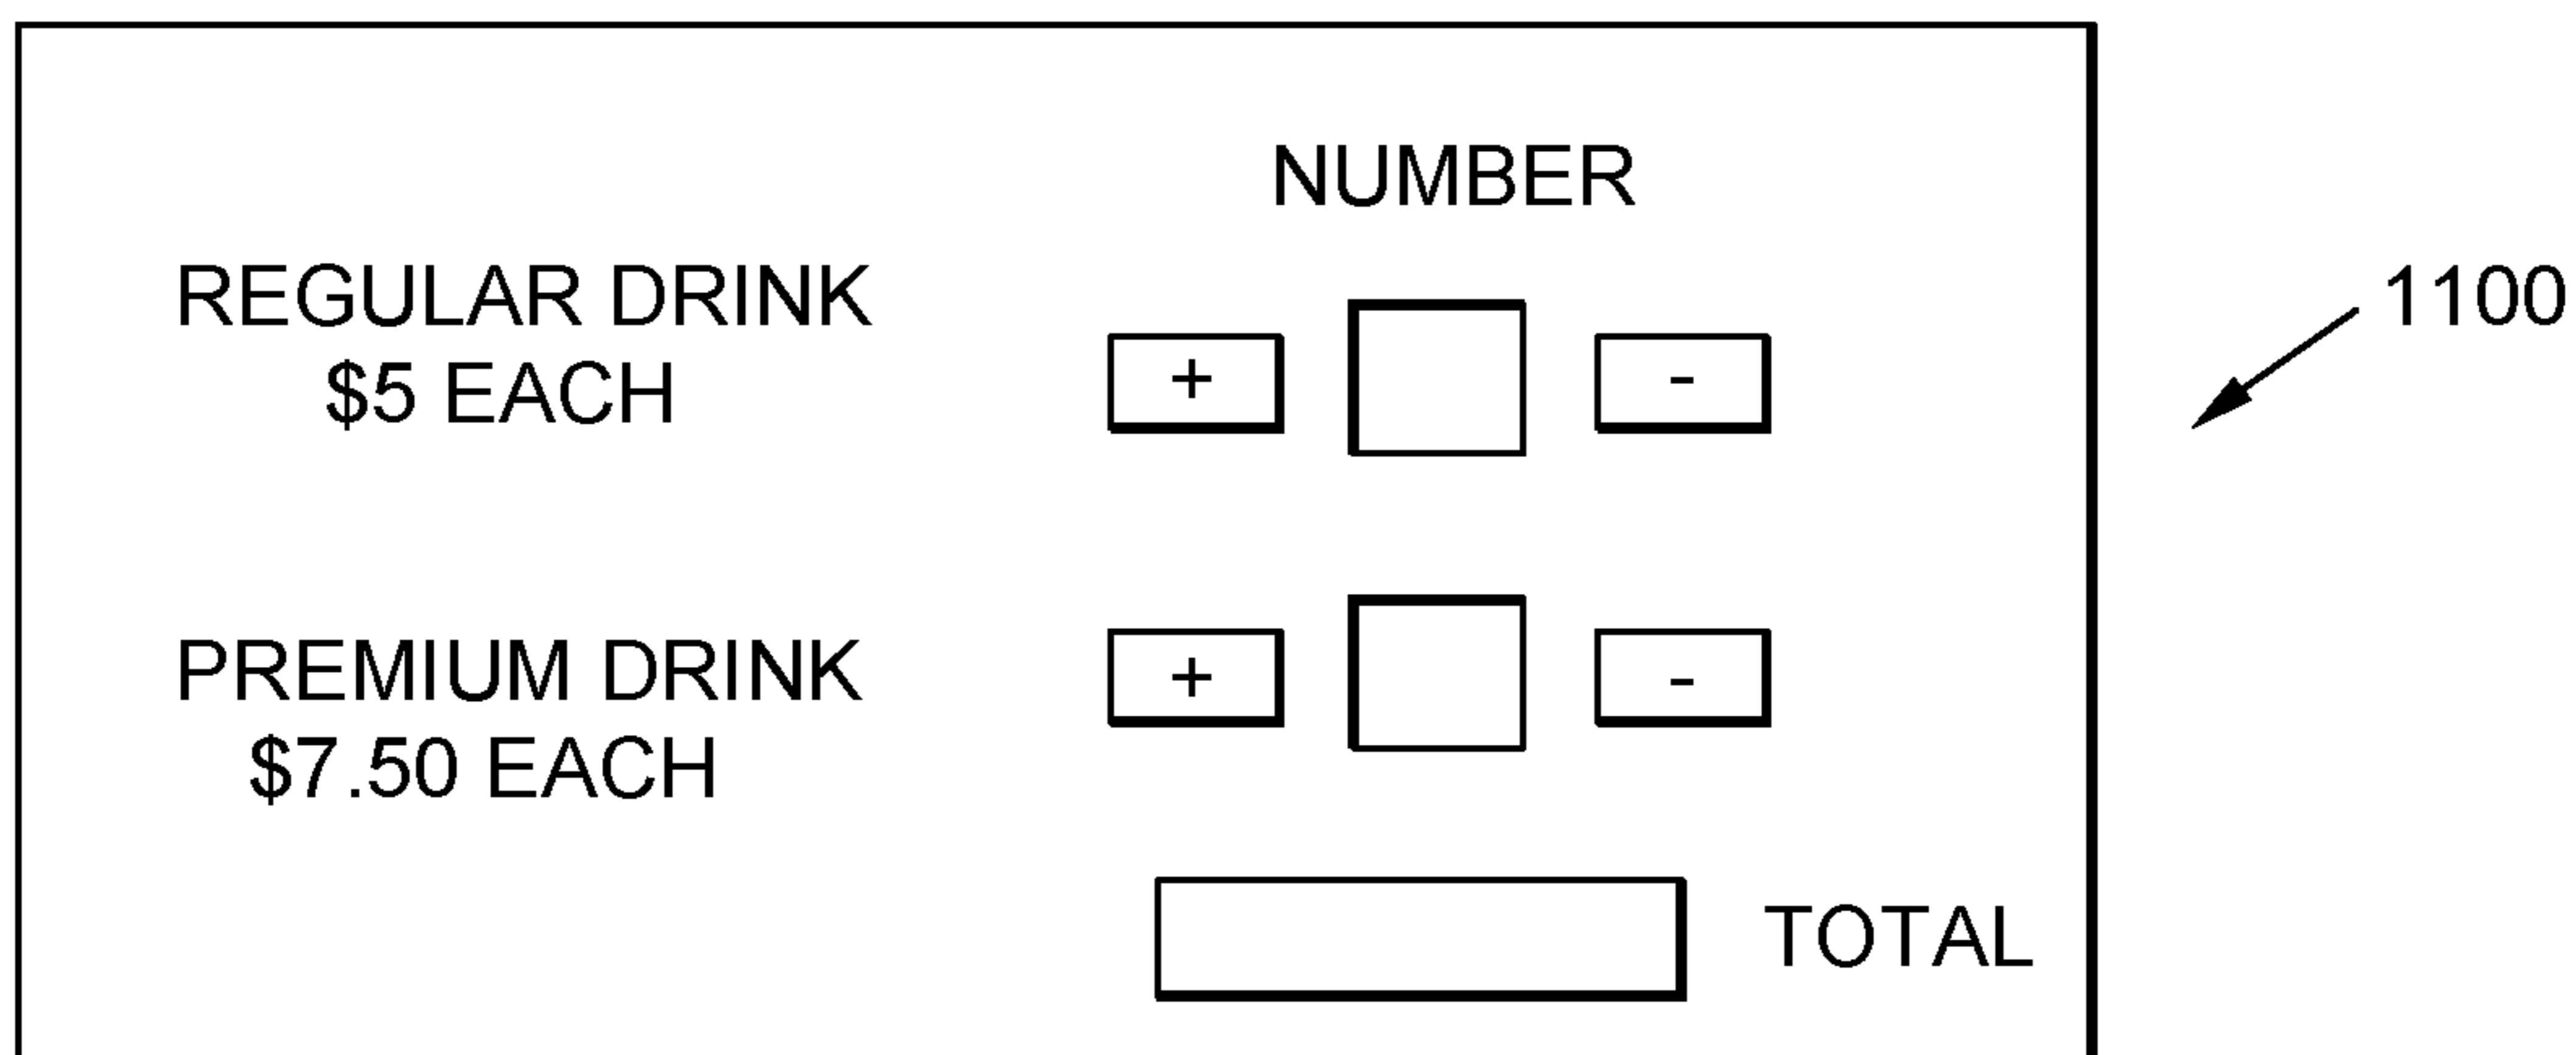 NUMBER
REGULAR DRINK
$5 EACH
+ -
1100
PREMIUM DRINK
$7.50 EACH
+ -
TOTAL